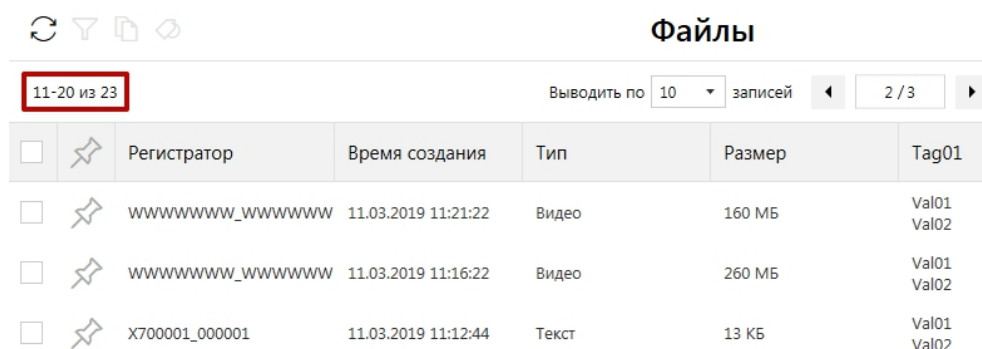 Файлы
11-20 из 23 Выводить по 10 записей 2 / 3
Регистратор Время создания Тип Размер Tag01
WWWWWWW_WWWWWW 11.03.2019 11:21:22 Видео 160 МБ Val01
Val02
WWWWWWW_WWWWWW 11.03.2019 11:16:22 Видео 260 МБ Val01
Val02
X700001_000001 11.03.2019 11:12:44 Текст 13 КБ Val01
Val02